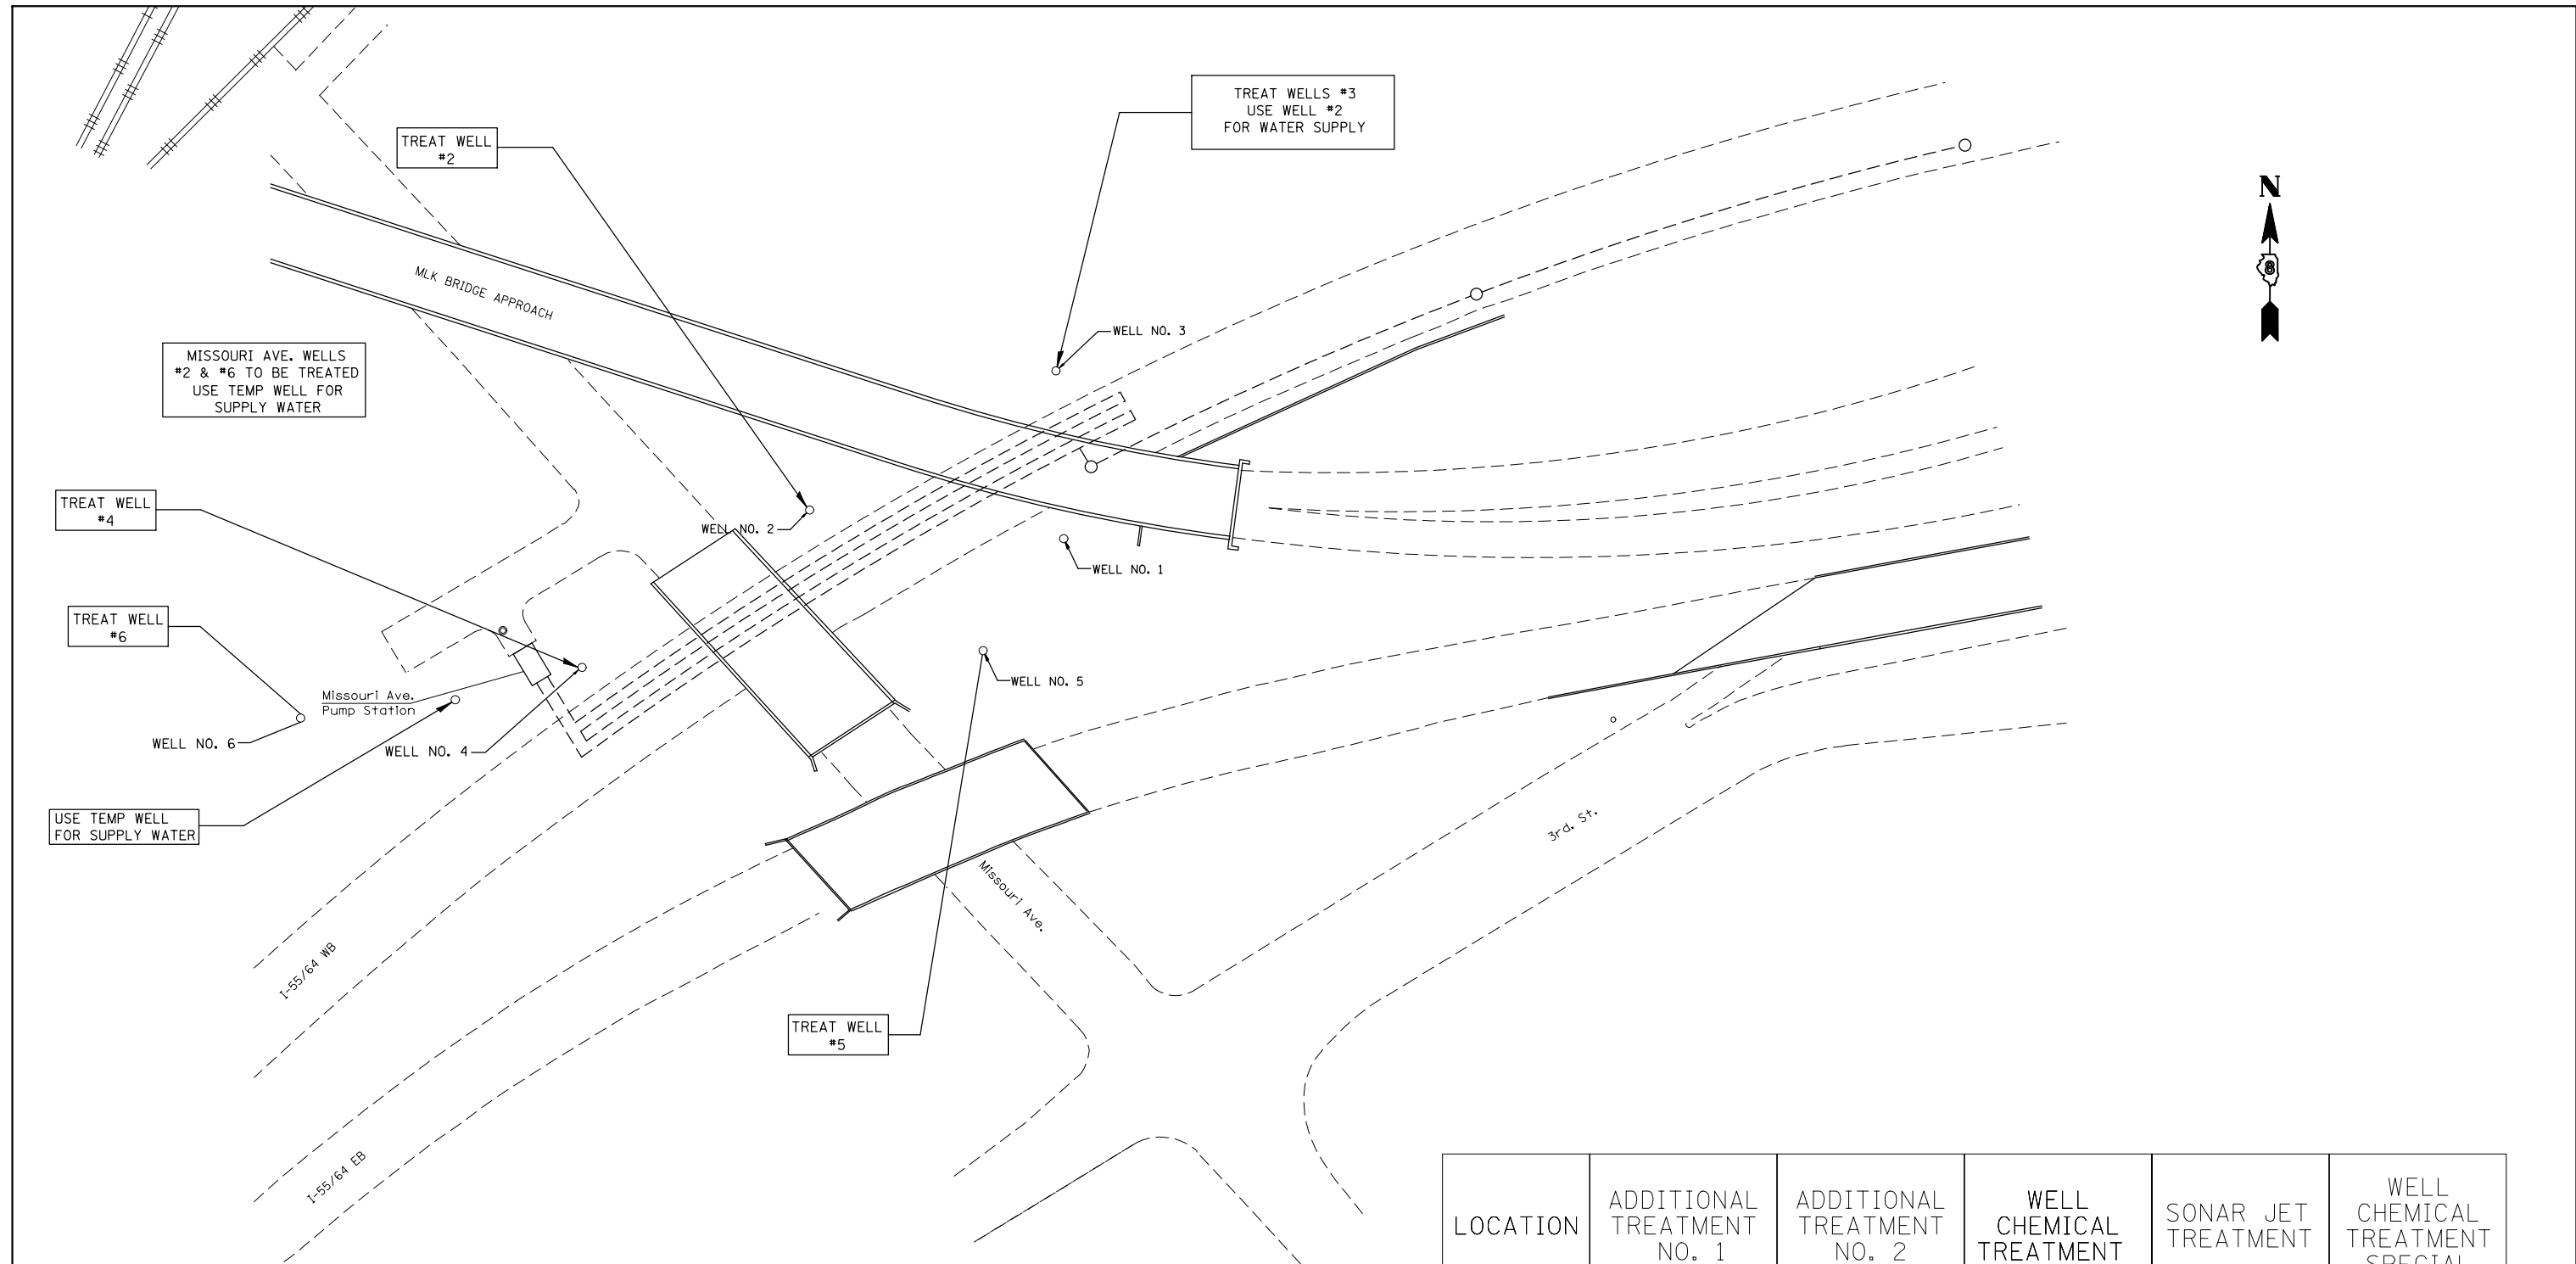 TREAT WELLS #3
USE WELL #2
FOR WATER SUPPLY
TREAT WELL
#2
N
8
MLK BRIDGE APPROACH
WELL NO. 3
MISSOURI AVE. WELLS
#2 & #6 TO BE TREATED
USE TEMP WELL FOR
SUPPLY WATER
TREAT WELL
#4
WELL NO. 2
WELL NO. 1
TREAT WELL
#6
WELL NO. 5
Missouri Ave.
Pump Station
WELL NO. 6
WELL NO. 4
USE TEMP WELL
FOR SUPPLY WATER
3rd. St.
Missouri Ave.
I-55/64 WB
TREAT WELL
#5
I-55/64 EB
LOCATION
ADDITIONAL
TREATMENT
NO. 1
ADDITIONAL
TREATMENT
NO. 2
WELL
CHEMICAL
TREATMENT
SONAR JET
TREATMENT
WELL
CHEMICAL
TREATMENT
SPECIAL